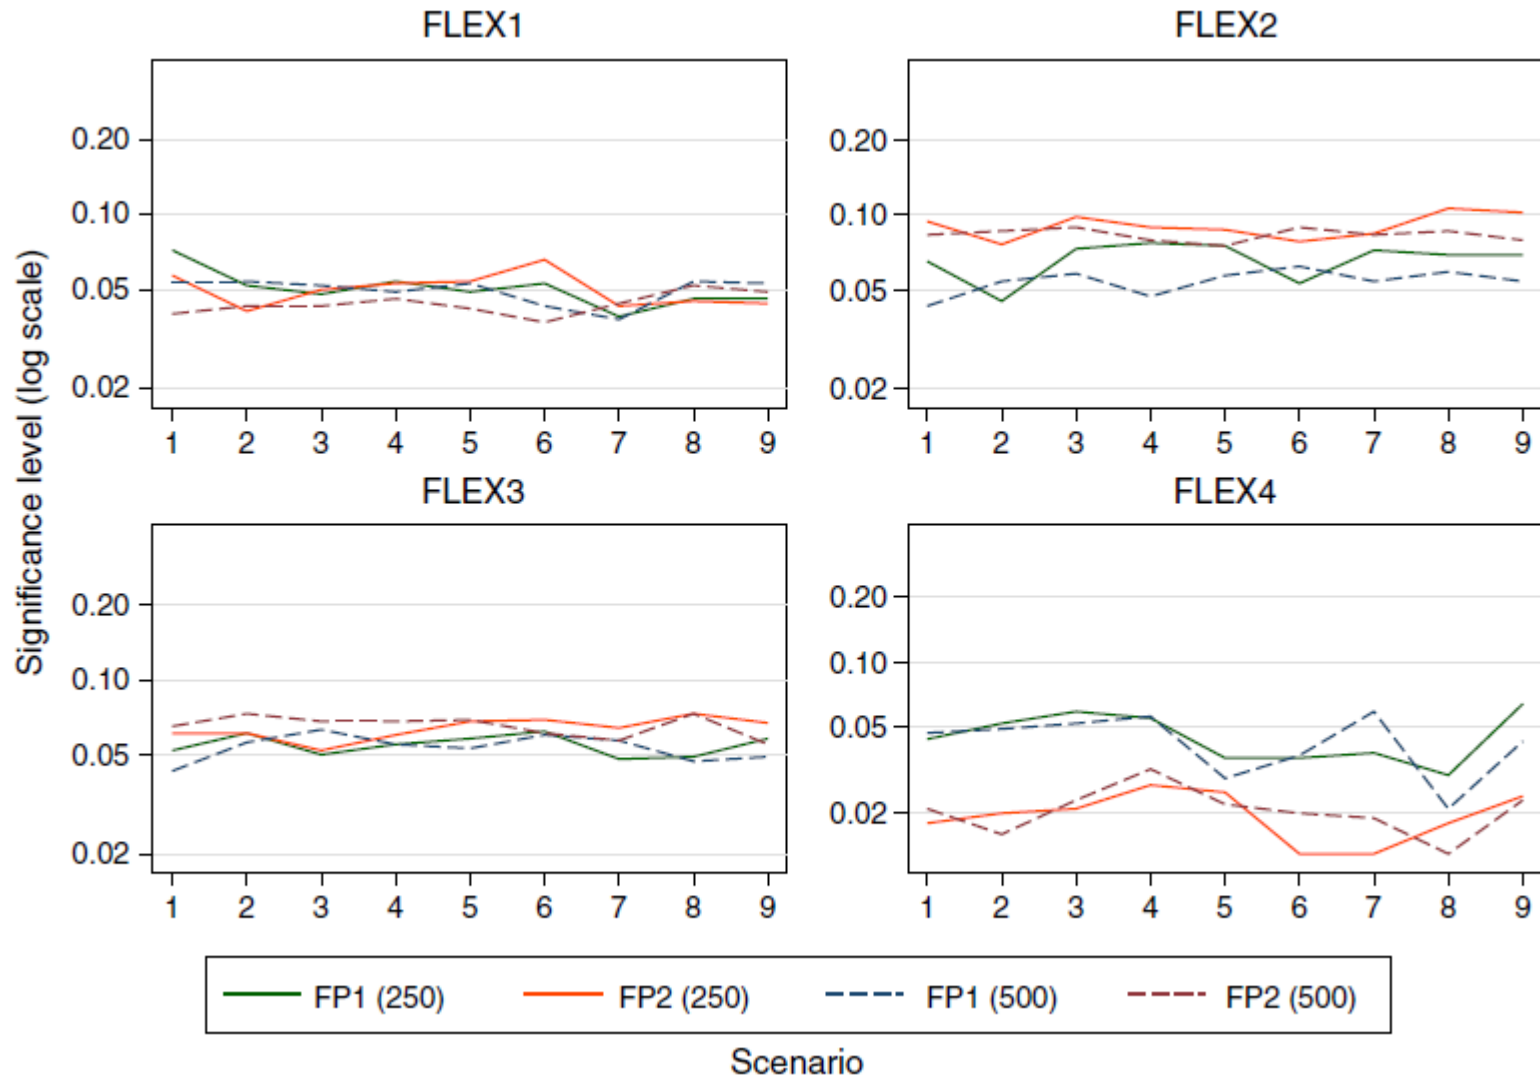 FLEX1
FLEX2
0.20
0.10
0.05
0.02
1 2 3 4 5 6 7 8 9
0.20
0.10
0.05
0.02
1 2 3 4 5 6 7 8 9
FLEX3
FLEX4
0.20
0.10
0.05
0.02
1 2 3 4 5 6 7 8 9
0.20
0.10
0.05
0.02
1 2 3 4 5 6 7 8 9
Significance level (log scale)
FP1 (250) FP2 (250) FP1 (500) FP2 (500)
Scenario